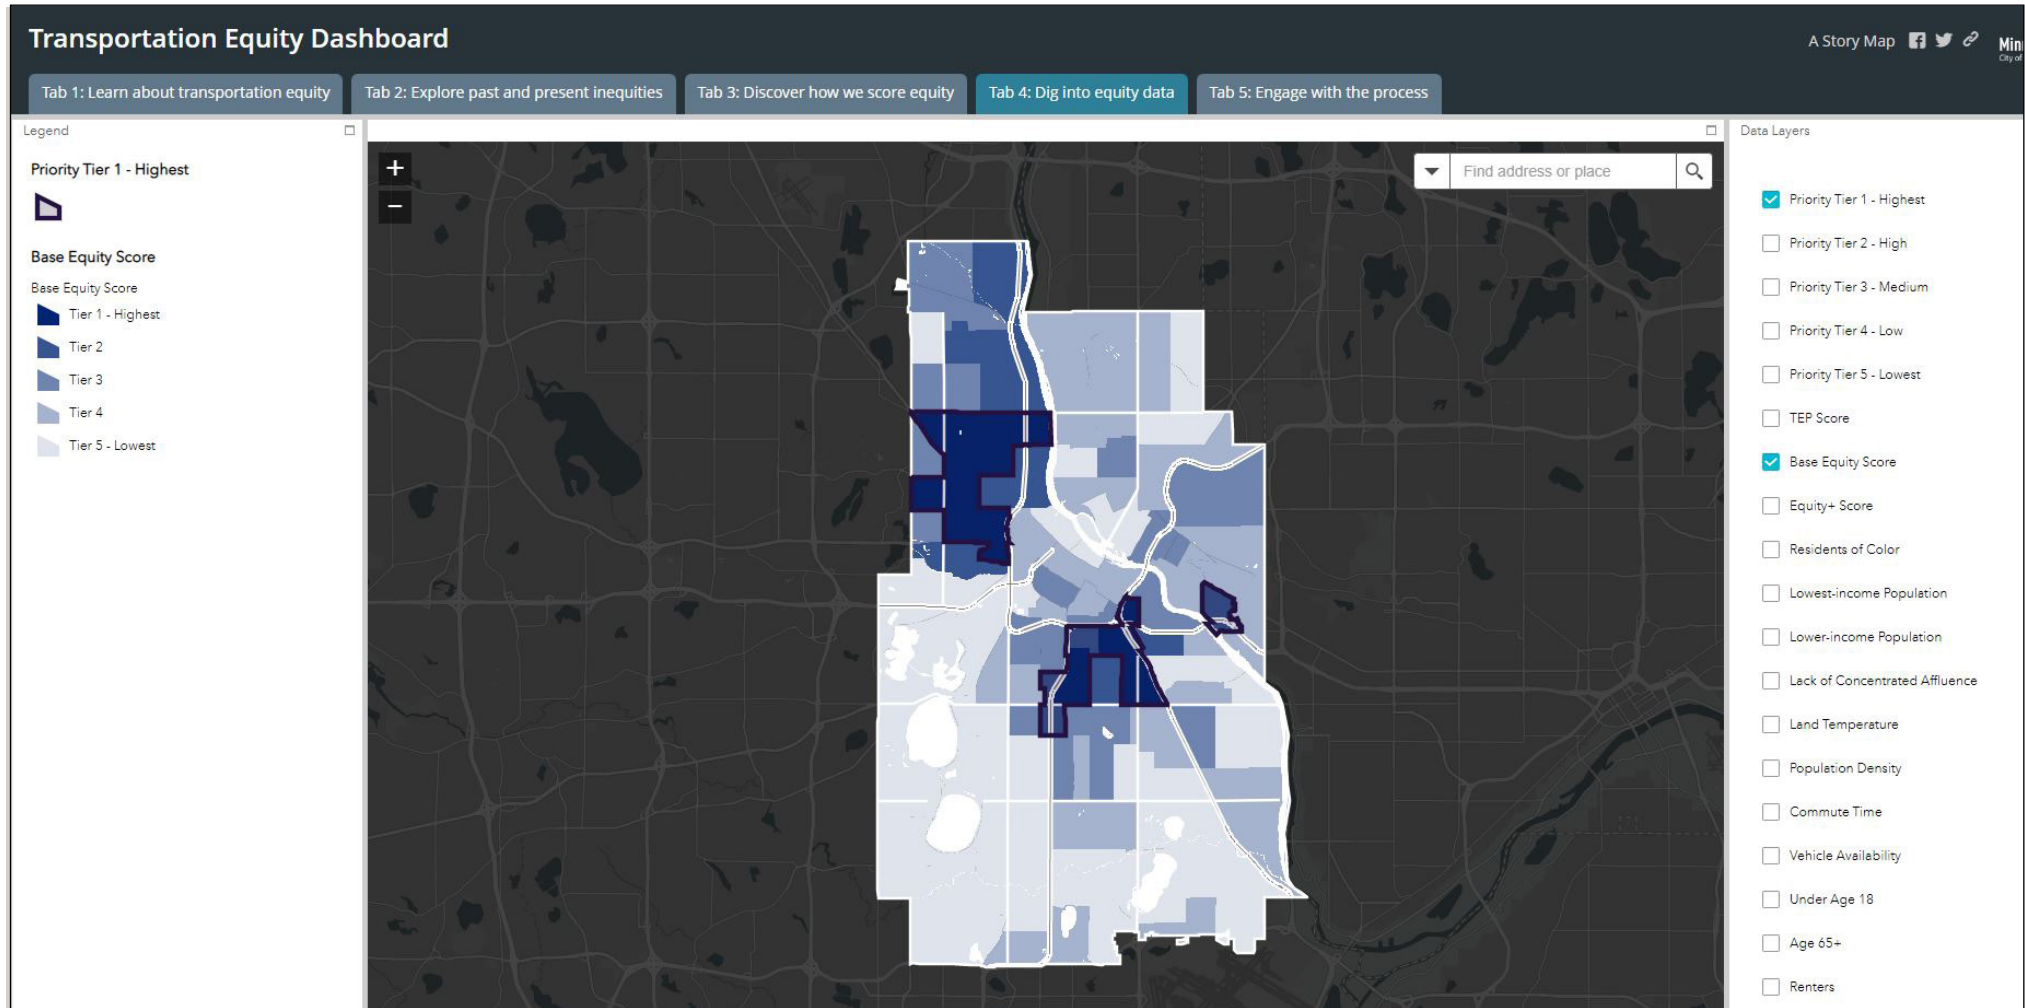 Transportation Equity Dashboard
A Story Map
Min
City of
Tab 1: Learn about transportation equity
Tab 2: Explore past and present inequities
Tab 3: Discover how we score equity
Tab 4: Dig into equity data
Tab 5: Engage with the process
Legend
Priority Tier 1 - Highest
Base Equity Score
Base Equity Score
Tier 1 - Highest
Tier 2
Tier 3
Tier 4
Tier 5 - Lowest
+
−
Find address or place
Data Layers
Priority Tier 1 - Highest
Priority Tier 2 - High
Priority Tier 3 - Medium
Priority Tier 4 - Low
Priority Tier 5 - Lowest
TEP Score
Base Equity Score
Equity+ Score
Residents of Color
Lowest-income Population
Lower-income Population
Lack of Concentrated Affluence
Land Temperature
Population Density
Commute Time
Vehicle Availability
Under Age 18
Age 65+
Renters